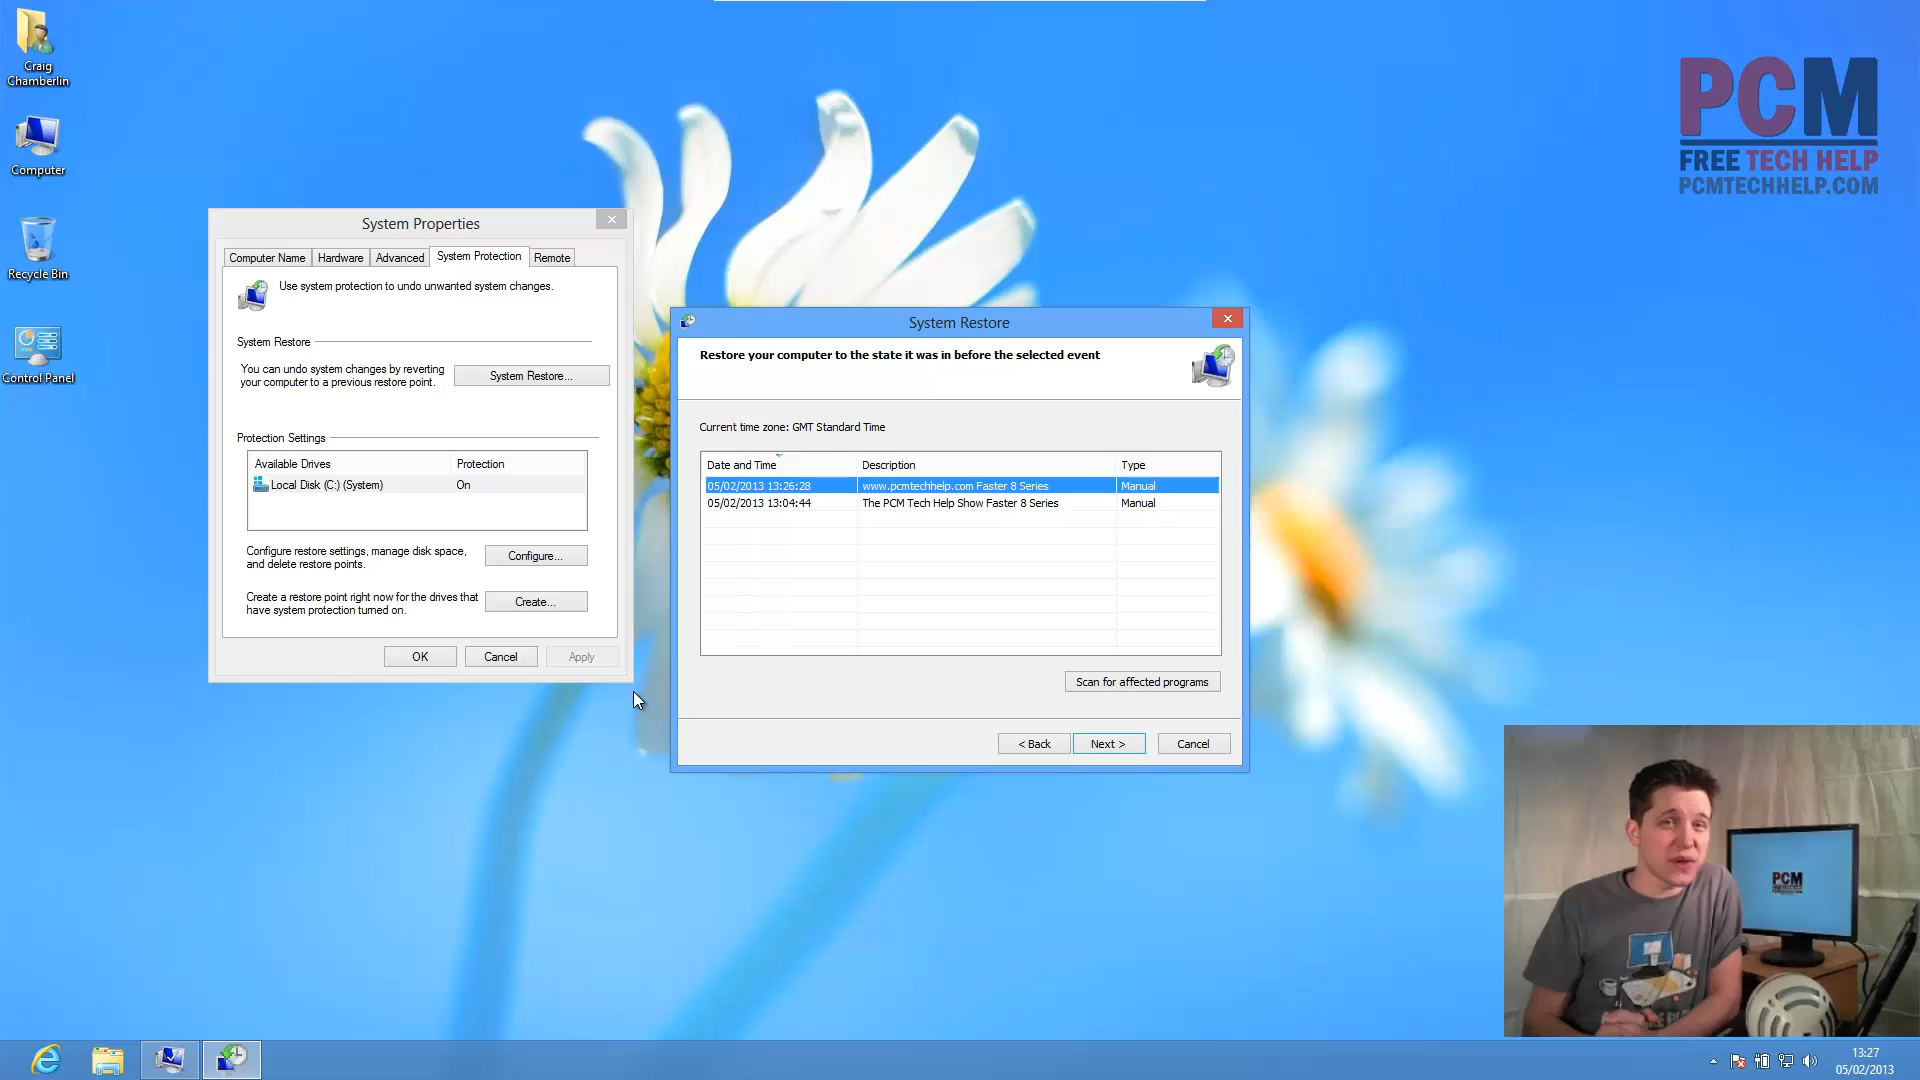 Craig
Chamberlin
Computer
Recycle Bin
Control Panel
PCM
FREE TECH HELP
PCMTECHHELP.COM
System Properties
Computer Name
Hardware
Advanced
System Protection
Remote
Use system protection to undo unwanted system changes.
System Restore
You can undo system changes by reverting
your computer to a previous restore point.
System Restore...
Protection Settings
Available Drives
Protection
Local Disk (C:) (System)
On
Configure restore settings, manage disk space,
and delete restore points.
Configure...
Create a restore point right now for the drives that
have system protection turned on.
Create...
OK
Cancel
Apply
System Restore
Restore your computer to the state it was in before the selected event
Current time zone: GMT Standard Time
Date and Time
Description
Type
05/02/2013 13:26:28
www.pcmtechhelp.com Faster 8 Series
Manual
05/02/2013 13:04:44
The PCM Tech Help Show Faster 8 Series
Manual
Scan for affected programs
< Back
Next >
Cancel
PCM
13:27
05/02/2013